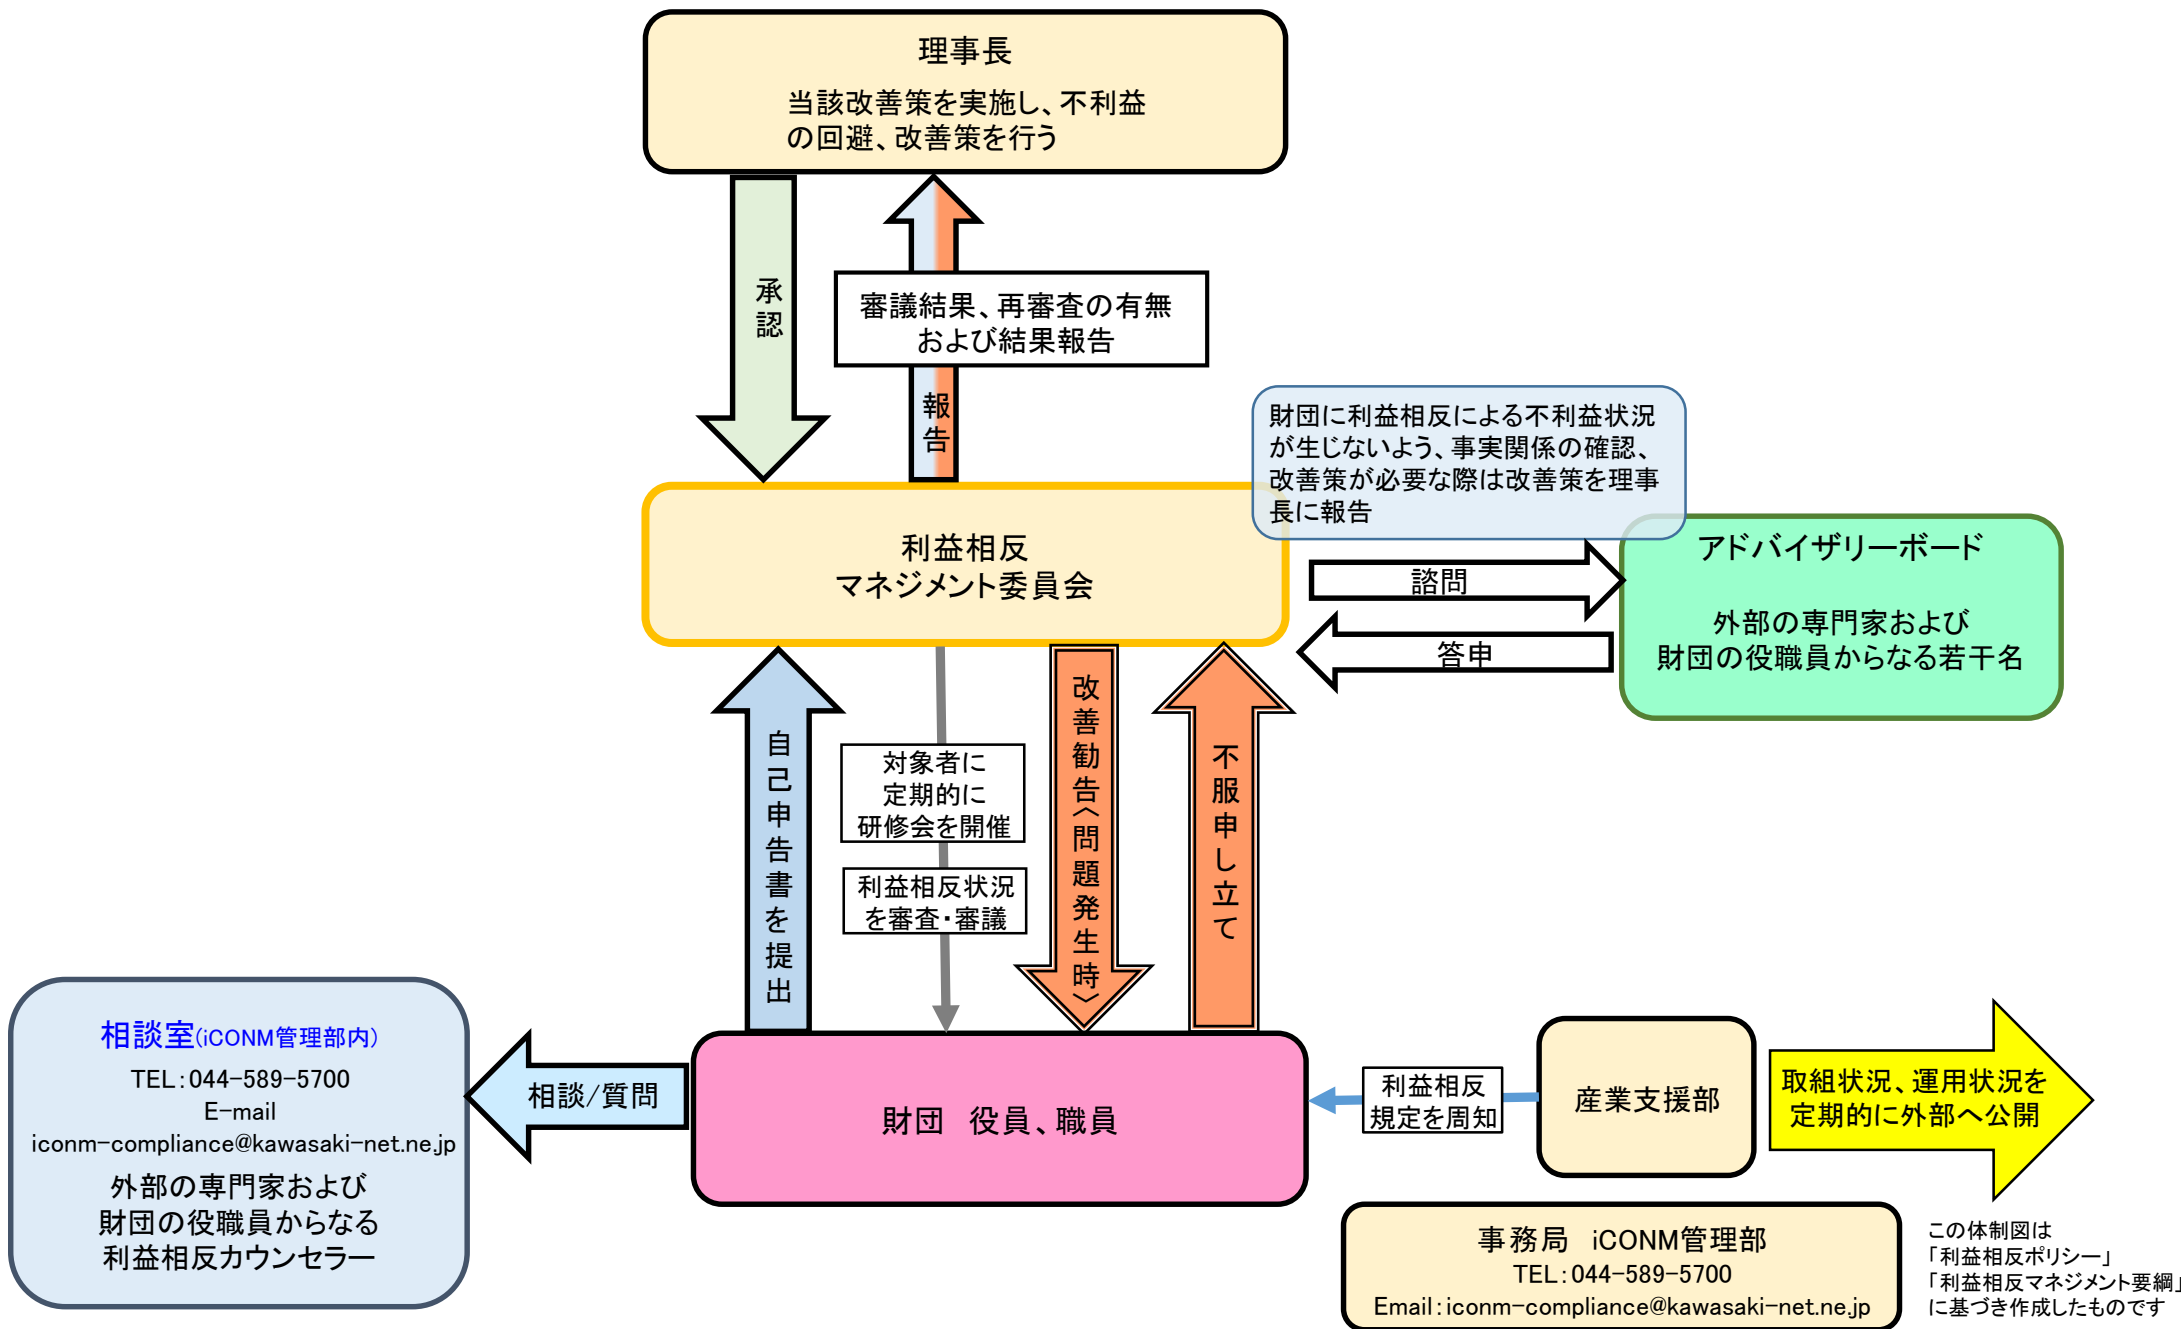 理事長
当該改善策を実施し、不利益
の回避、改善策を行う
承認
審議結果、再審査の有無
および結果報告
報告
財団に利益相反による不利益状況
が生じないよう、事実関係の確認、
改善策が必要な際は改善策を理事
長に報告
利益相反
マネジメント委員会
諮問
答申
アドバイザリーボード
外部の専門家および
財団の役職員からなる若干名
自己申告書を提出
対象者に
定期的に
研修会を開催
利益相反状況
を審査・審議
改善勧告〈問題発生時〉
不服申し立て
相談室(iCONM管理部内)
TEL:044-589-5700
E-mail
iconm-compliance@kawasaki-net.ne.jp
外部の専門家および
財団の役職員からなる
利益相反カウンセラー
相談/質問
財団　役員、職員
利益相反
規定を周知
産業支援部
取組状況、運用状況を
定期的に外部へ公開
事務局　iCONM管理部
TEL:044-589-5700
Email:iconm-compliance@kawasaki-net.ne.jp
この体制図は
「利益相反ポリシー」
「利益相反マネジメント要綱」
に基づき作成したものです